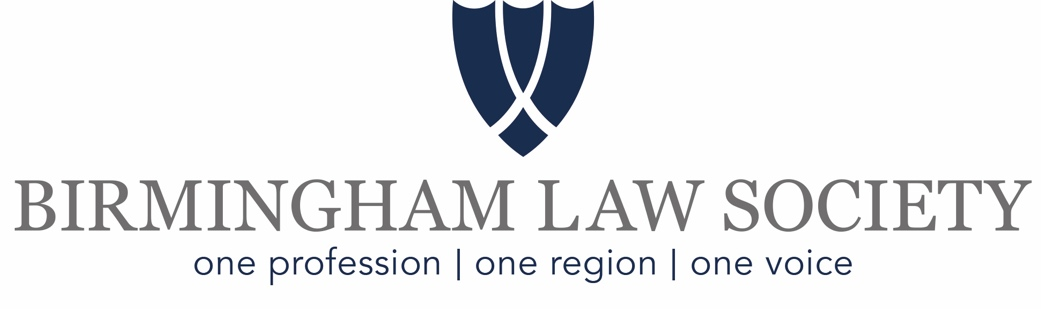 BIRMINGHAM LAW SOCIETY
one profession | one region | one voice